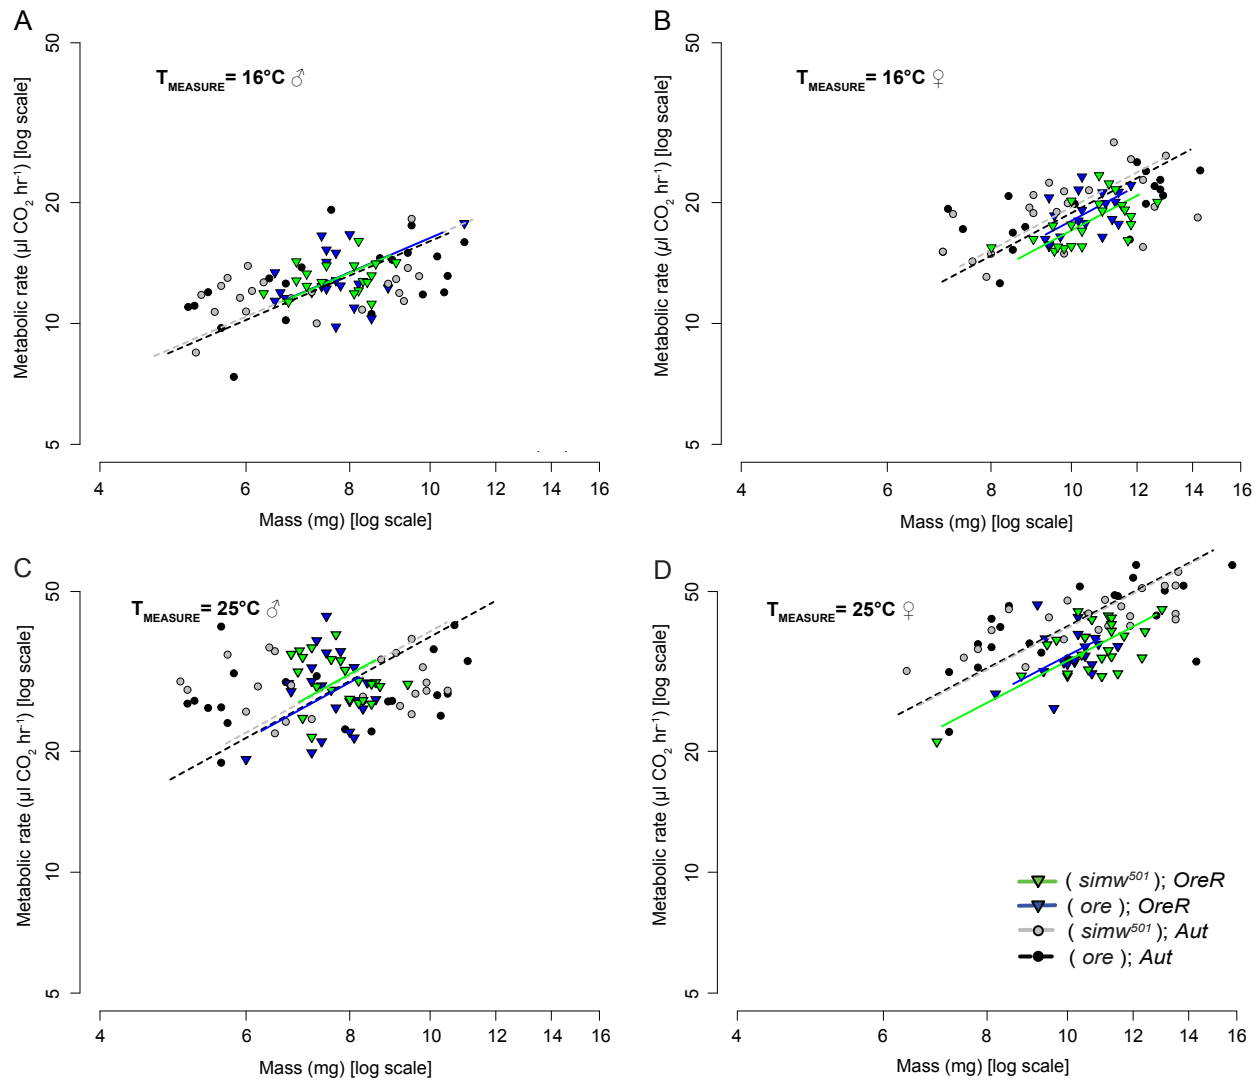 A
T MEASURE = 16°C ♂
50
20
10
5
Metabolic rate (µl CO2 hr-1) [log scale]
4 6 8 10 12 14 16
Mass (mg) [log scale]
B
T MEASURE = 16°C ♀
50
20
10
5
Metabolic rate (µl CO2 hr-1) [log scale]
4 6 8 10 12 14 16
Mass (mg) [log scale]
C
T MEASURE = 25°C ♂
50
20
10
5
Metabolic rate (µl CO2 hr-1) [log scale]
4 6 8 10 12 14 16
Mass (mg) [log scale]
D
T MEASURE = 25°C ♀
50
20
10
5
Metabolic rate (µl CO2 hr-1) [log scale]
4 6 8 10 12 14 16
Mass (mg) [log scale]
( simw501 ); OreR
( ore ); OreR
( simw501 ); Aut
( ore ); Aut